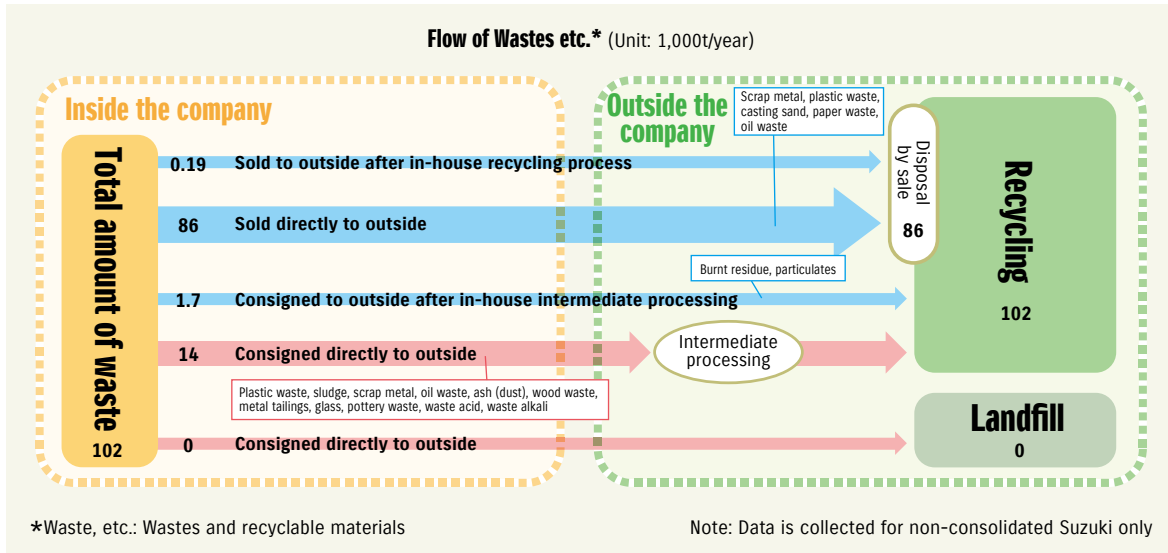 Flow of Wastes etc.* (Unit: 1,000t/year)
Inside the company
Outside the
company
Scrap metal, plastic waste,
casting sand, paper waste,
oil waste
Total amount of waste
102
0.19 Sold to outside after in-house recycling process
86 Sold directly to outside
Disposal
by sale
86
Recycling
102
Burnt residue, particulates
1.7 Consigned to outside after in-house intermediate processing
14 Consigned directly to outside
Intermediate
processing
Plastic waste, sludge, scrap metal, oil waste, ash (dust), wood waste,
metal tailings, glass, pottery waste, waste acid, waste alkali
0 Consigned directly to outside
Landfill
0
*Waste, etc.: Wastes and recyclable materials
Note: Data is collected for non-consolidated Suzuki only